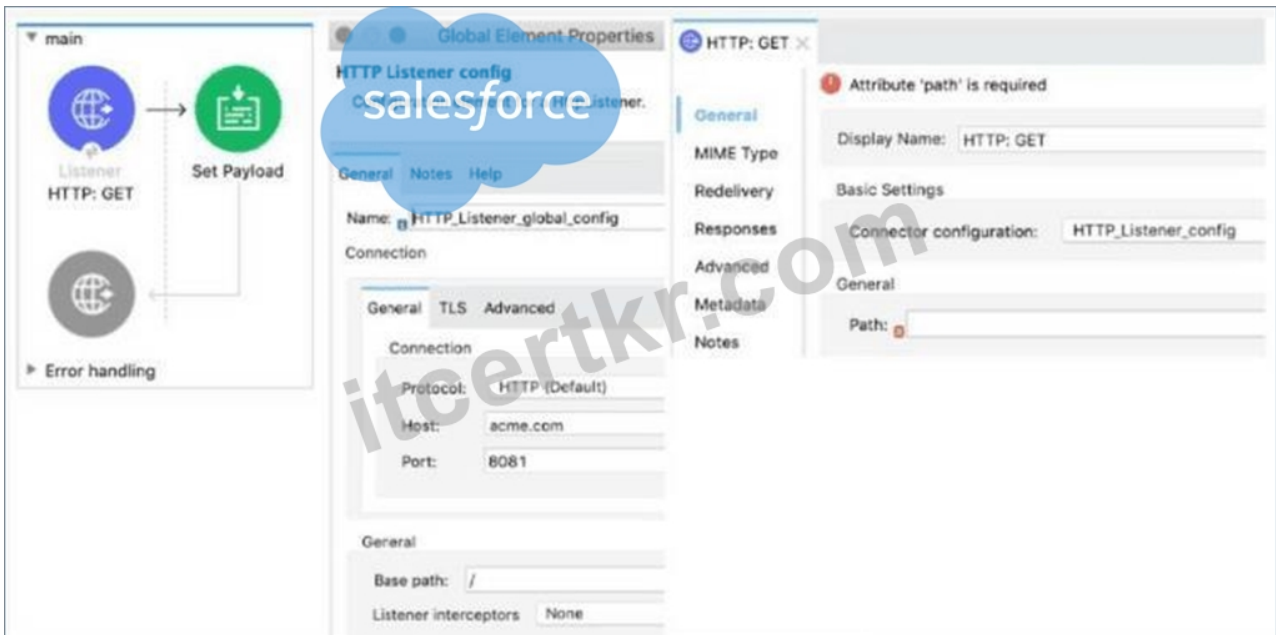 main
Listener
HTTP: GET
Set Payload
Error handling
Global Element Properties
HTTP Listener config
salesforce
General Notes Help
Name: HTTP_Listener_global_config
Connection
General TLS Advanced
Connection
Protocol: HTTP (Default)
Host: acme.com
Port: 8081
General
Base path: /
Listener interceptors None
HTTP: GET
Attribute 'path' is required
General
MIME Type
Redelivery
Responses
Advanced
Metadata
Notes
Display Name: HTTP: GET
Basic Settings
Connector configuration: HTTP_Listener_config
General
Path:
itcertkr.com